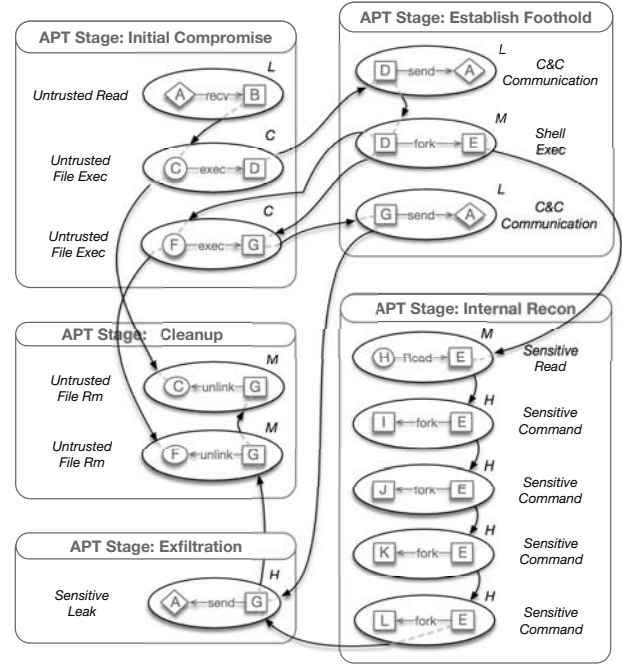 APT Stage: Initial Compromise
Untrusted Read
A recv B
L
Untrusted
File Exec
C exec D
C
Untrusted
File Exec
F exec G
C
APT Stage: Establish Foothold
D send A
L
C&C
Communication
D fork E
M
Shell
Exec
G send A
L
C&C
Communication
APT Stage: Cleanup
Untrusted
File Rm
C unlink G
M
Untrusted
File Rm
F unlink G
M
APT Stage: Exfiltration
Sensitive
Leak
A send G
H
APT Stage: Internal Recon
H Read E
M
Sensitive
Read
I fork E
H
Sensitive
Command
J fork E
H
Sensitive
Command
K fork E
H
Sensitive
Command
L fork E
H
Sensitive
Command